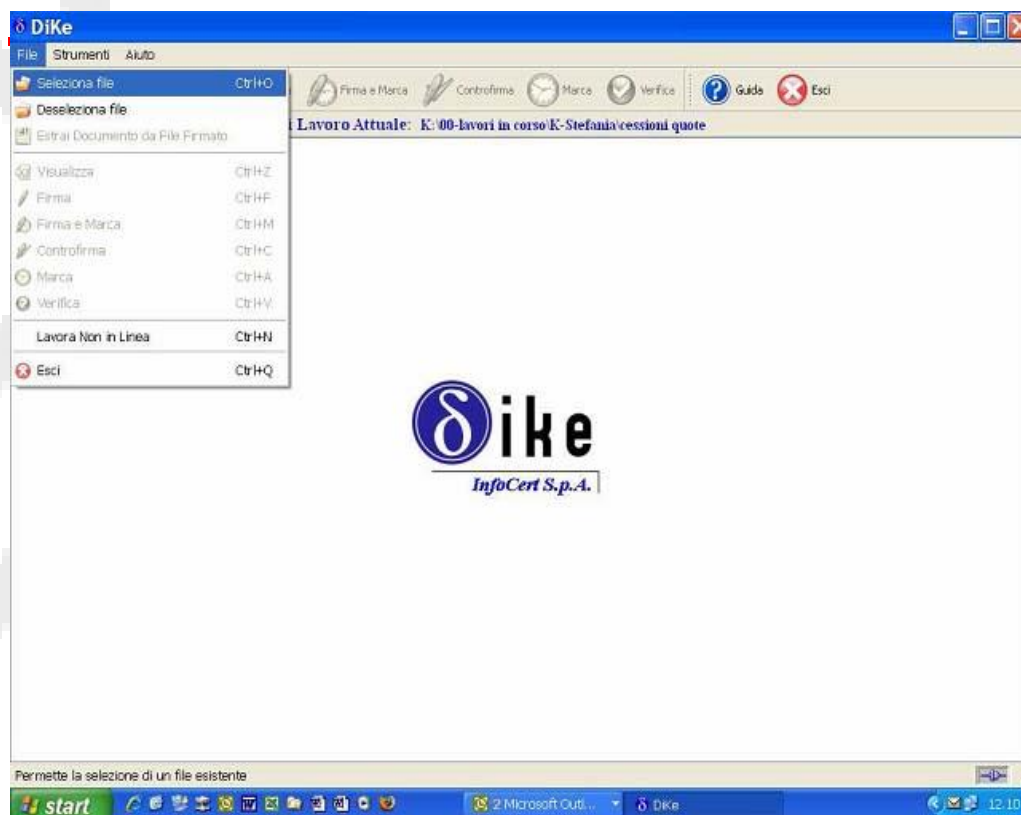 δ DiKe
File Strumenti Aiuto
Seleziona file Ctrl+O
Deseleziona file
Estrai Documento da File Firmato
Visualizza Ctrl+Z
Firma Ctrl+F
Firma e Marca Ctrl+M
Controfirma Ctrl+C
Marca Ctrl+A
Verifica Ctrl+V
Lavora Non in Linea Ctrl+N
Esci Ctrl+Q
Firma e Marca Controfirma Marca Verifica Guida Esci
i Lavoro Attuale: K:\00-lavori in corso\K-Stefania\cessioni quote
δike
InfoCert S.p.A.
Permette la selezione di un file esistente
start 2 Microsoft Outl... δ DiKe 12.10